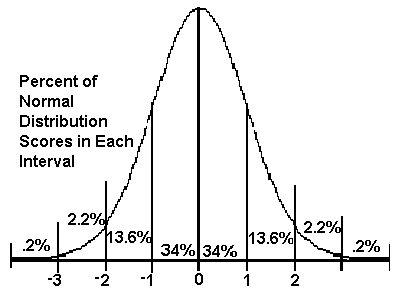 Percent of
Normal
Distribution
Scores in Each
Interval
.2% 2.2% 13.6% 34% 34% 13.6% 2.2% .2%
-3 -2 -1 0 1 2